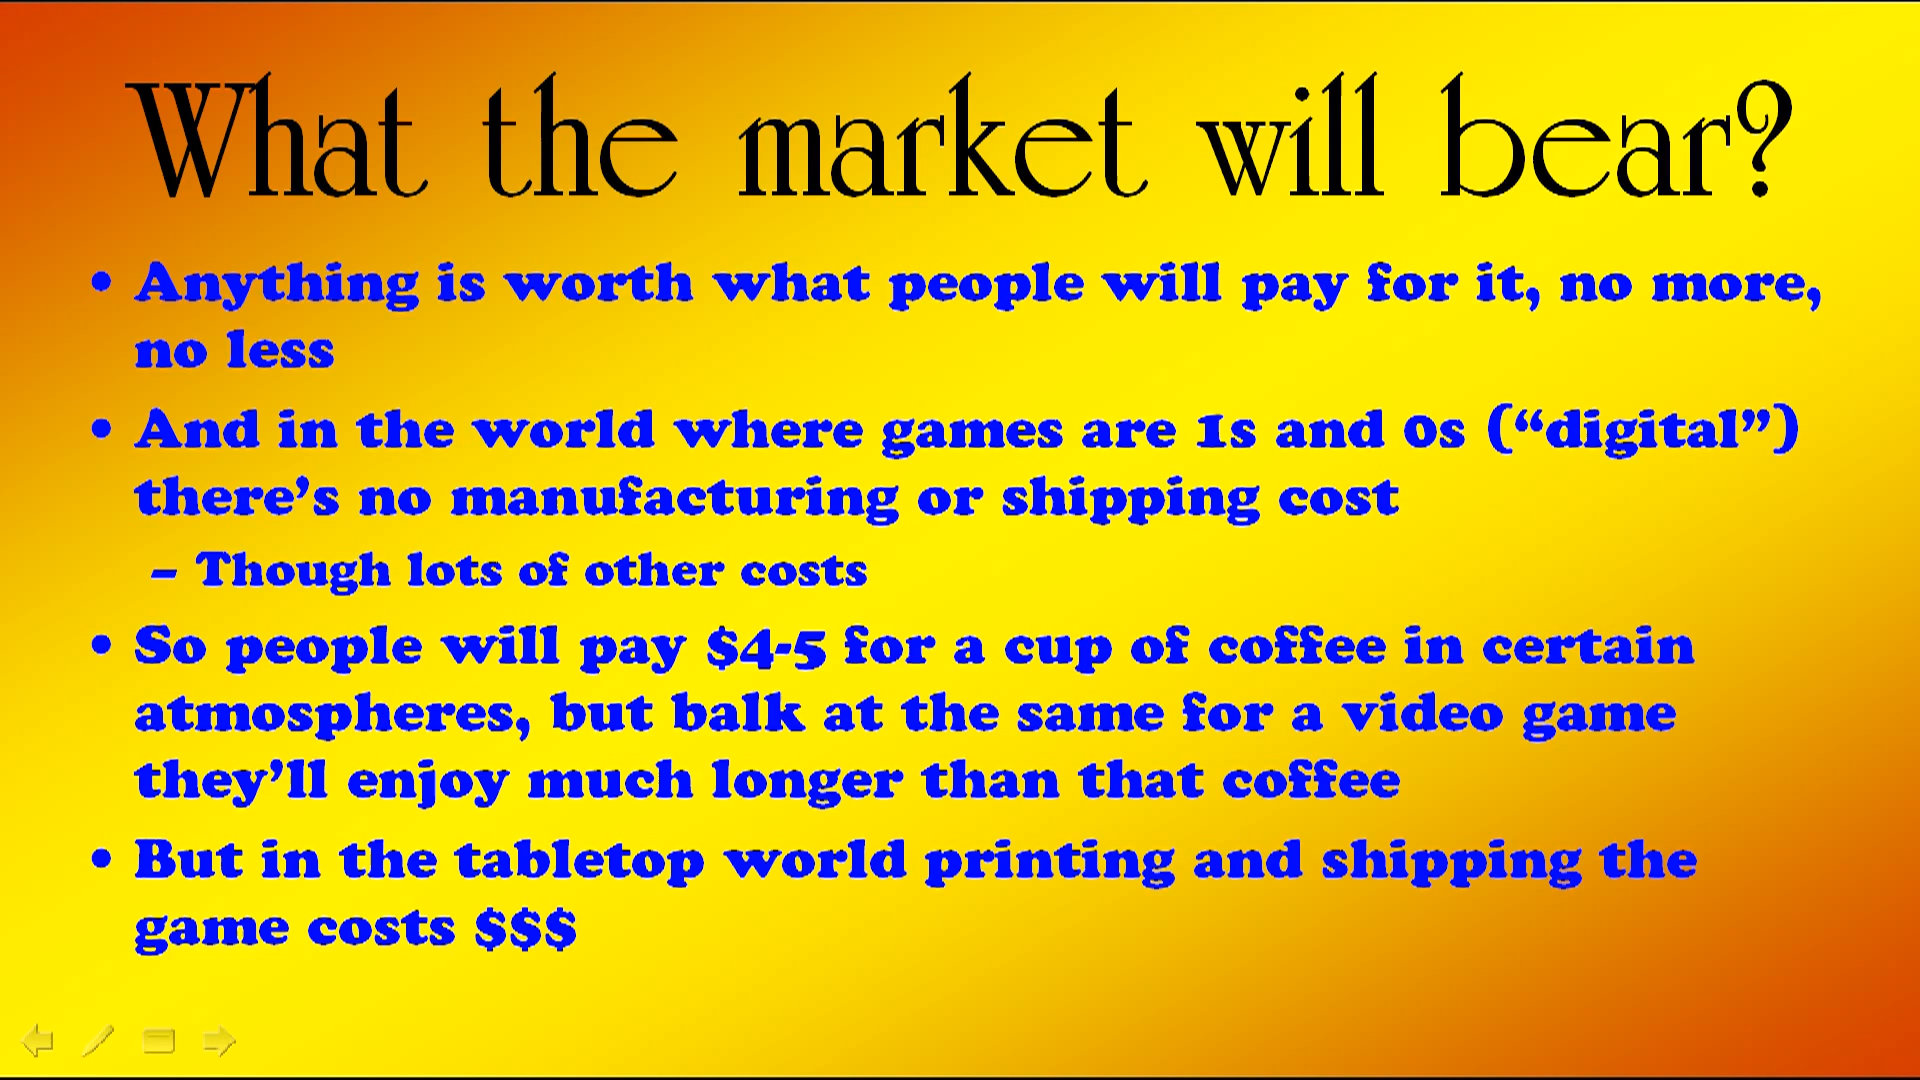 What the market will bear?
• Anything is worth what people will pay for it, no more,
no less
• And in the world where games are 1s and 0s (“digital”)
there’s no manufacturing or shipping cost
– Though lots of other costs
• So people will pay $4-5 for a cup of coffee in certain
atmospheres, but balk at the same for a video game
they’ll enjoy much longer than that coffee
• But in the tabletop world printing and shipping the
game costs $$$